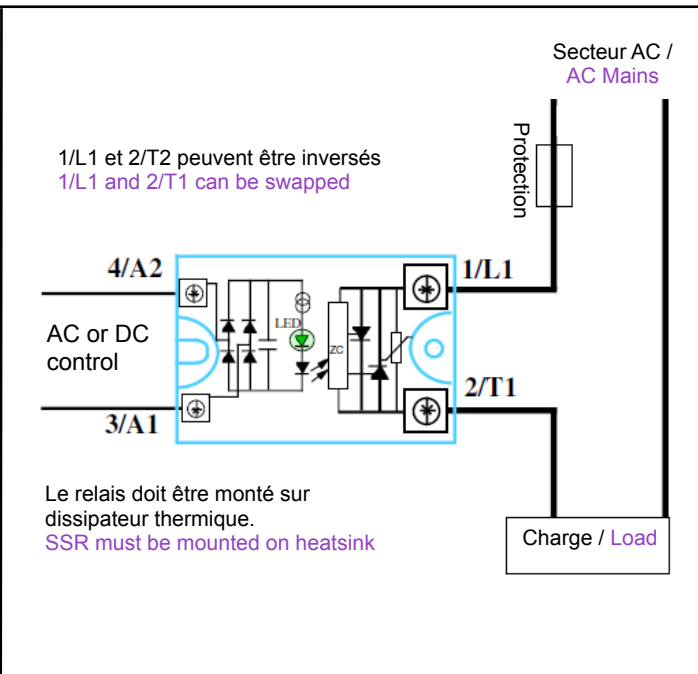 Secteur AC /
AC Mains
Protection
1/L1 et 2/T2 peuvent être inversés
1/L1 and 2/T1 can be swapped
4/A2
1/L1
LED
AC or DC
control
ZC
3/A1
2/T1
Le relais doit être monté sur
dissipateur thermique.
SSR must be mounted on heatsink
Charge / Load